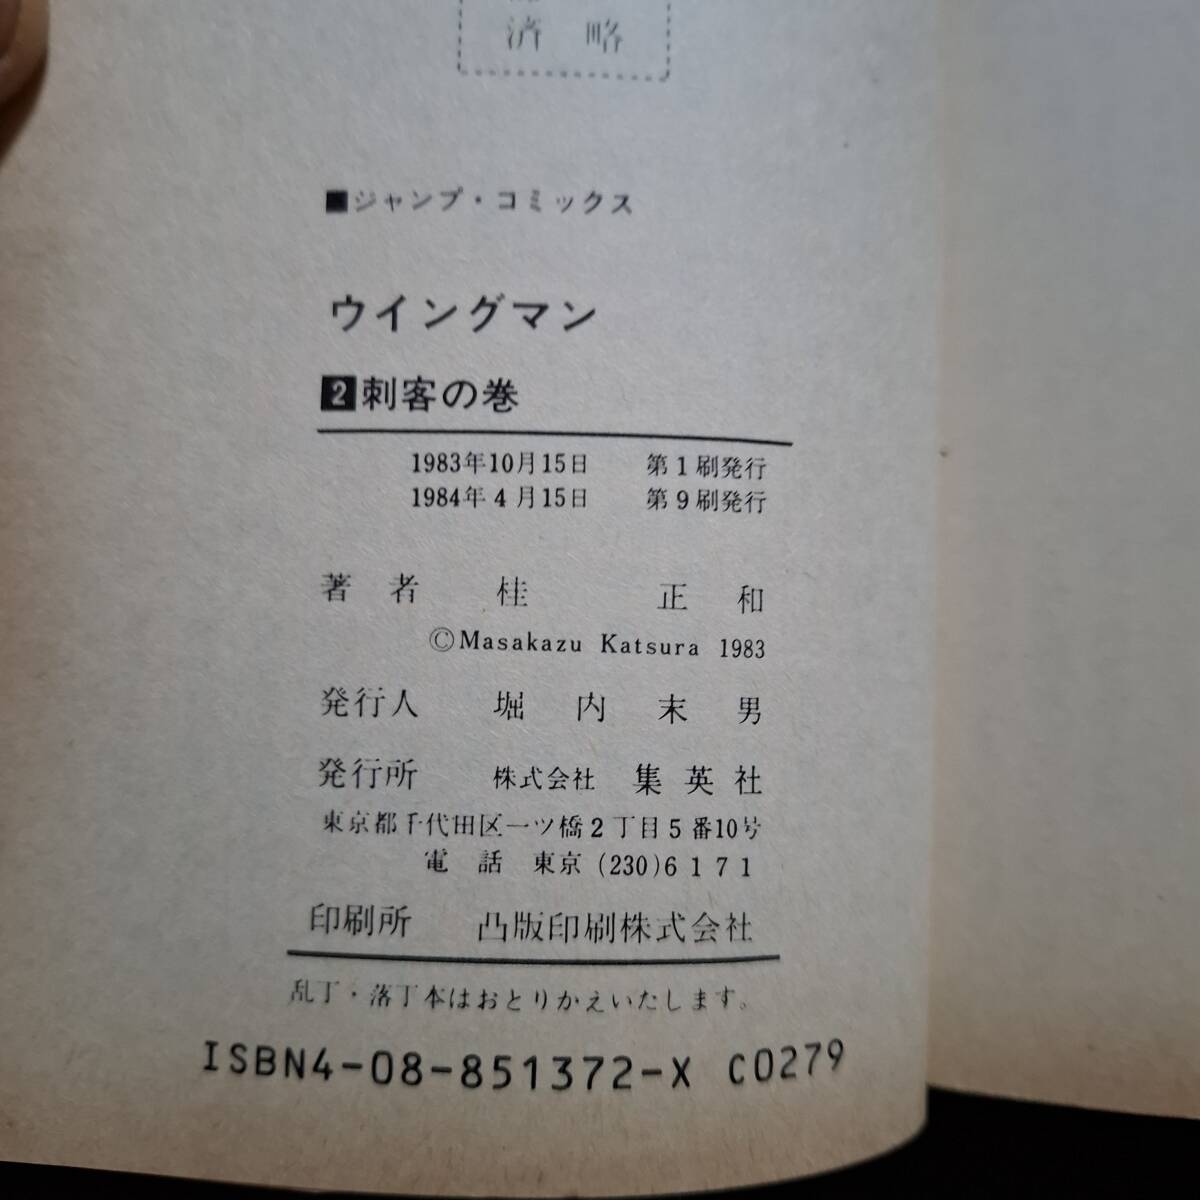 済 略
■ジャンプ・コミックス
ウイングマン
2刺客の巻
1983年10月15日 第1刷発行
1984年4月15日 第9刷発行
著者 桂 正和
©Masakazu Katsura 1983
発行人 堀内末男
発行所 株式会社 集英社
東京都千代田区一ツ橋2丁目5番10号
電話 東京(230)6171
印刷所 凸版印刷株式会社
乱丁・落丁本はおとりかえいたします。
ISBN4-08-851372-X C0279